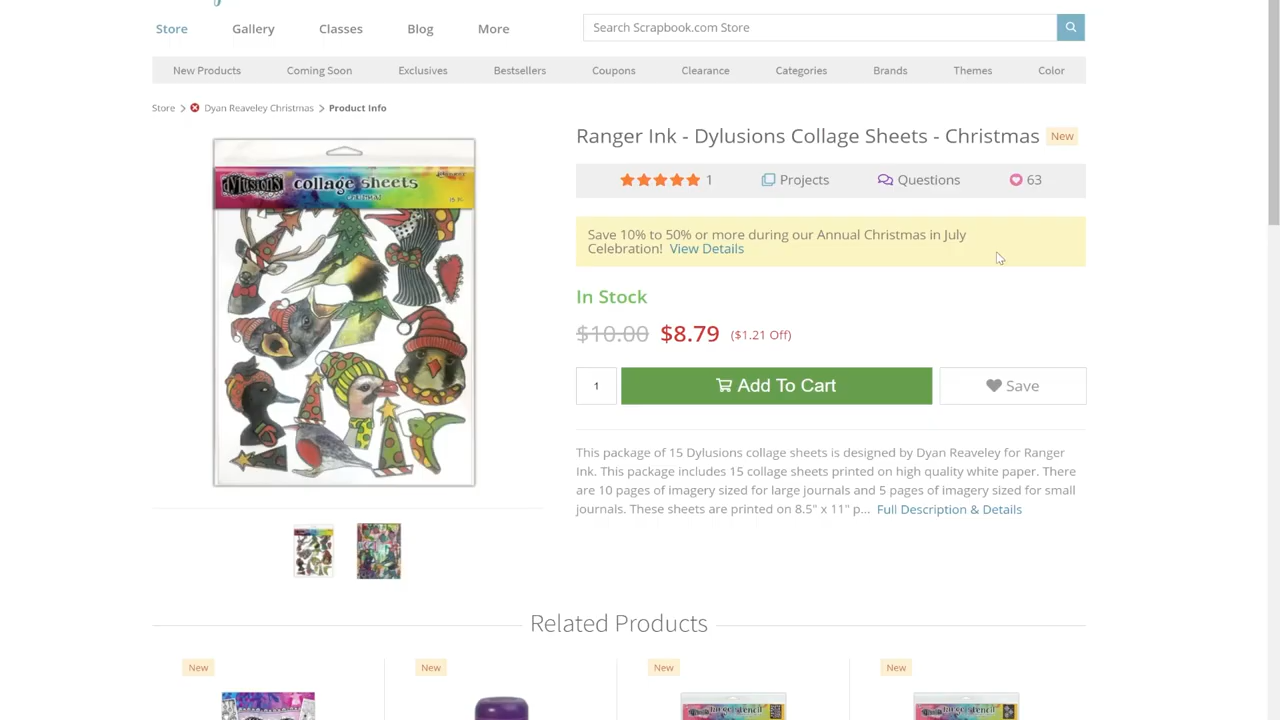 Store Gallery Classes Blog More
Search Scrapbook.com Store
New Products Coming Soon Exclusives Bestsellers Coupons Clearance Categories Brands Themes Color
Store > Dyan Reaveley Christmas > Product Info
DYLUSIONS collage sheets
Ranger Ink - Dylusions Collage Sheets - Christmas New
1 Projects Questions 63
Save 10% to 50% or more during our Annual Christmas in July
Celebration! View Details
In Stock
$10.00 $8.79 ($1.21 Off)
1 Add To Cart Save
This package of 15 Dylusions collage sheets is designed by Dyan Reaveley for Ranger
Ink. This package includes 15 collage sheets printed on high quality white paper. There
are 10 pages of imagery sized for large journals and 5 pages of imagery sized for small
journals. These sheets are printed on 8.5" x 11" p... Full Description & Details
Related Products
New New New New